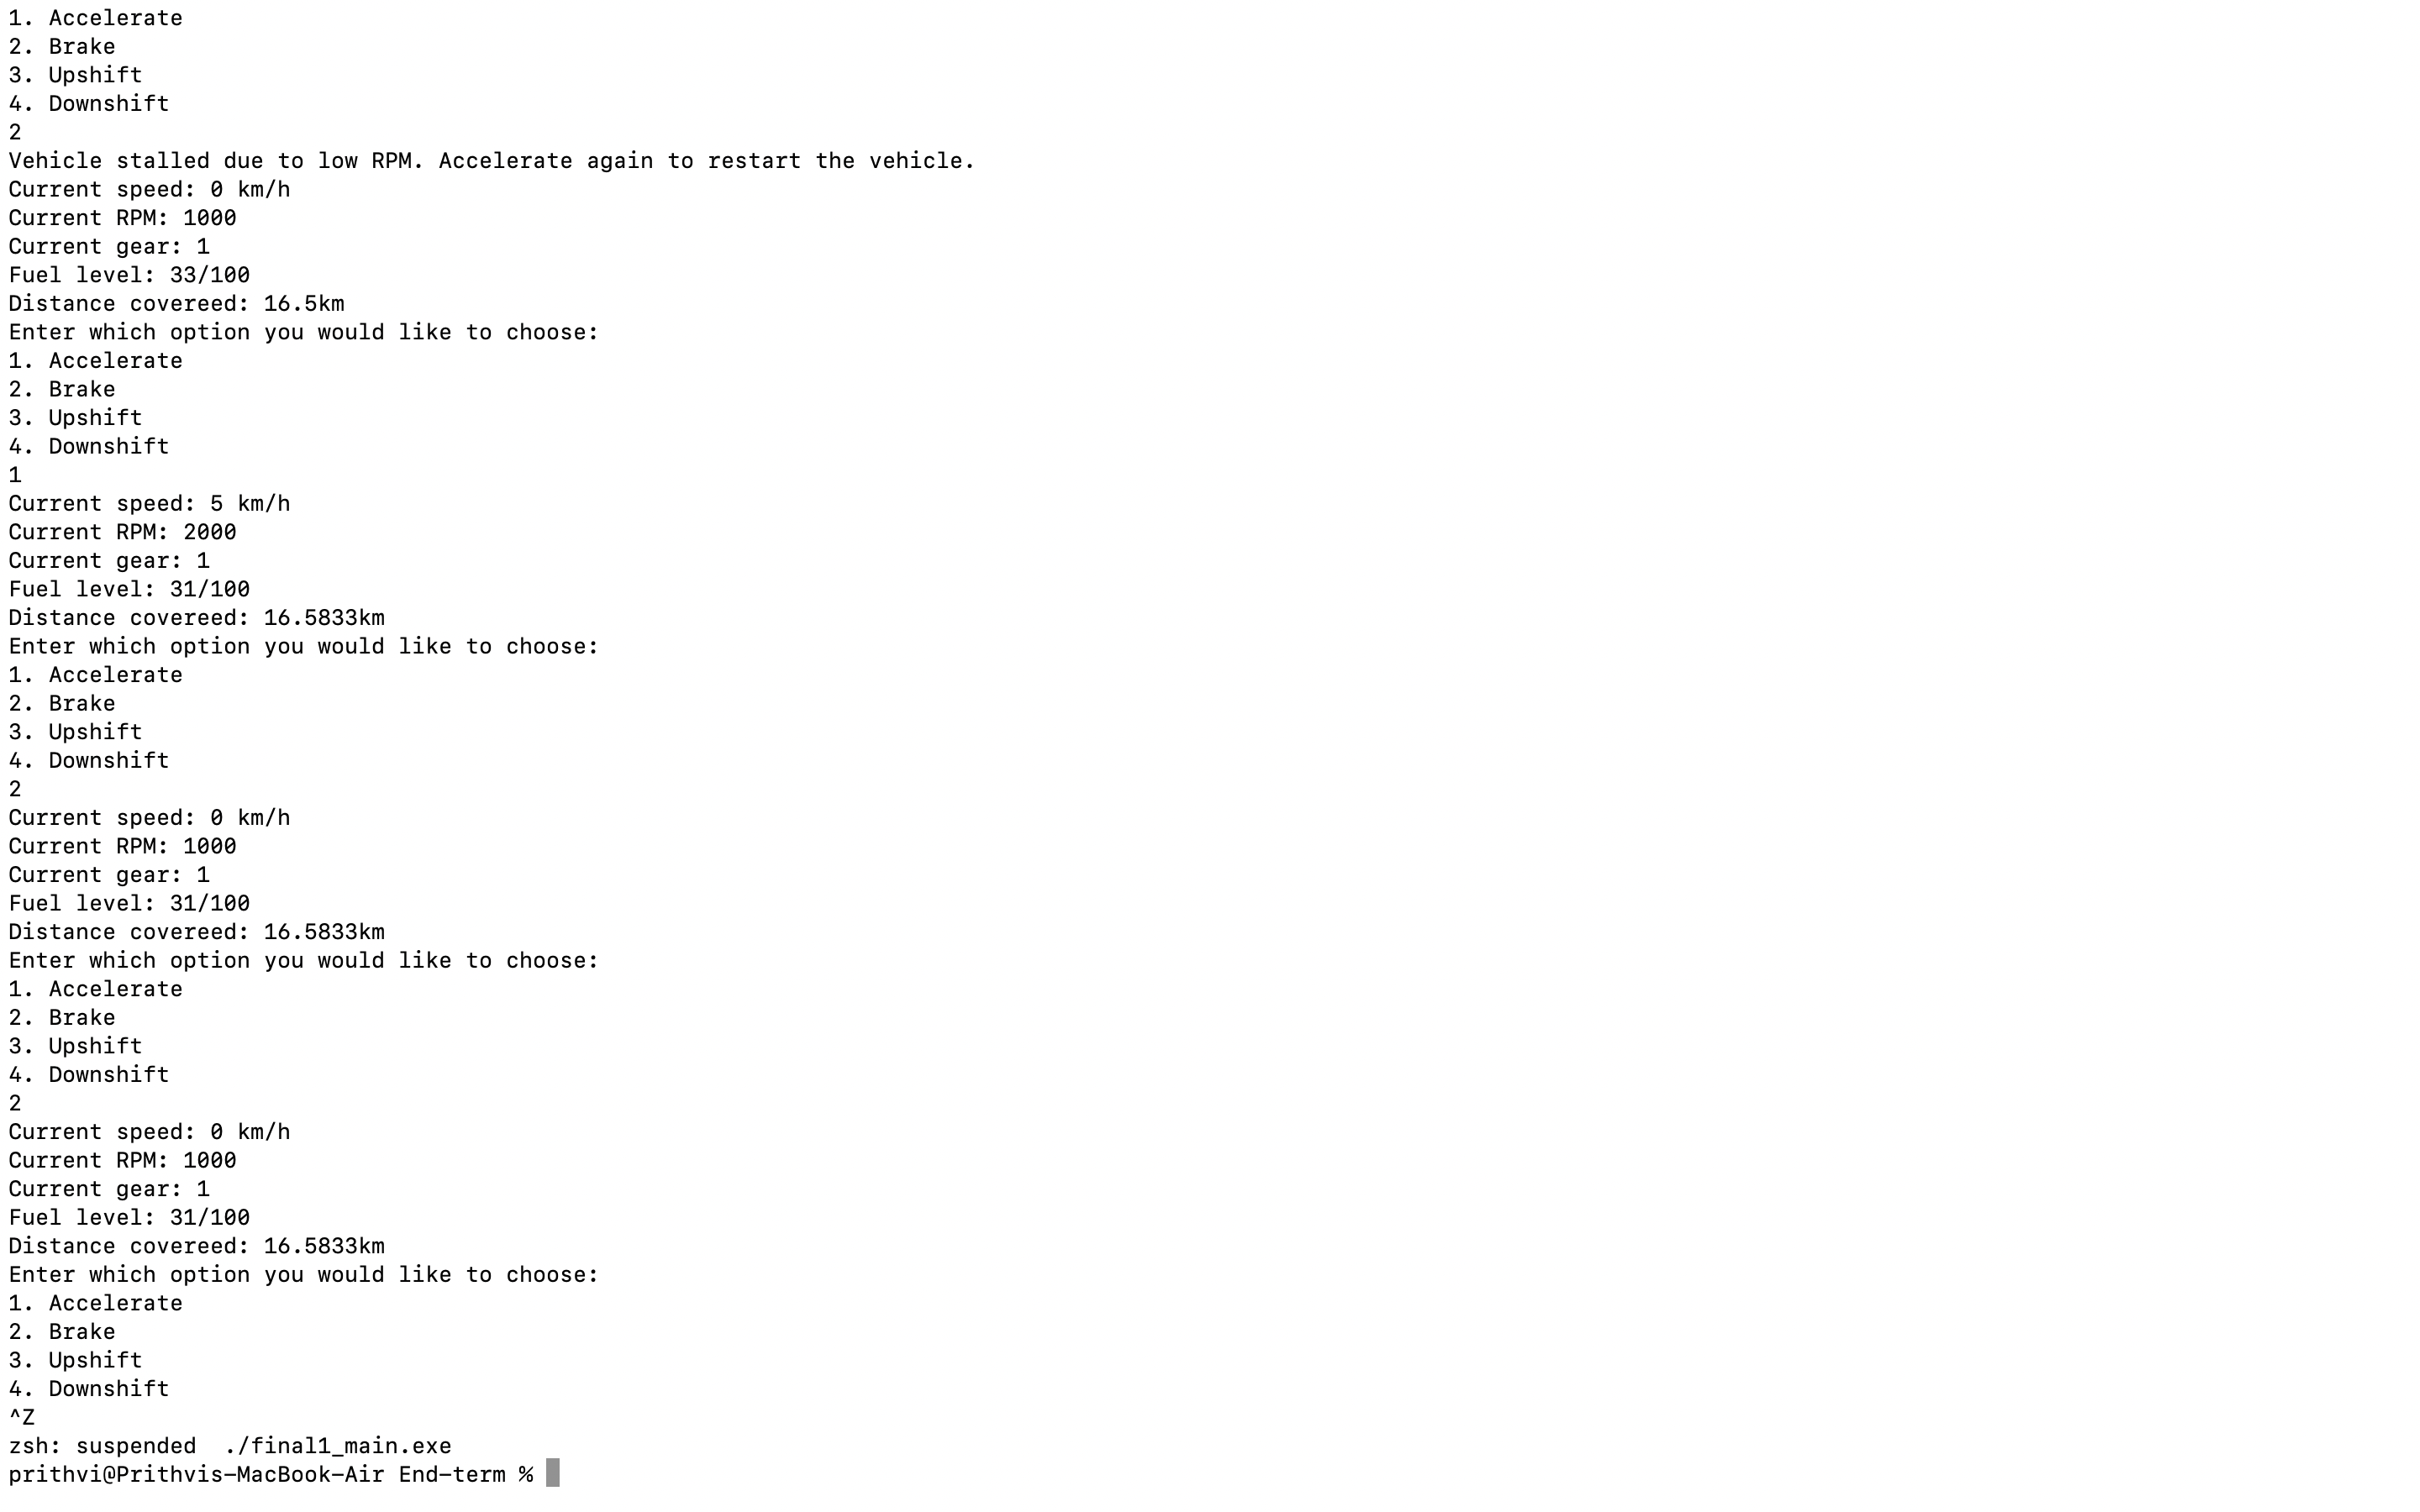 1. Accelerate
2. Brake
3. Upshift
4. Downshift
2
Vehicle stalled due to low RPM. Accelerate again to restart the vehicle.
Current speed: 0 km/h
Current RPM: 1000
Current gear: 1
Fuel level: 33/100
Distance covereed: 16.5km
Enter which option you would like to choose:
1. Accelerate
2. Brake
3. Upshift
4. Downshift
1
Current speed: 5 km/h
Current RPM: 2000
Current gear: 1
Fuel level: 31/100
Distance covereed: 16.5833km
Enter which option you would like to choose:
1. Accelerate
2. Brake
3. Upshift
4. Downshift
2
Current speed: 0 km/h
Current RPM: 1000
Current gear: 1
Fuel level: 31/100
Distance covereed: 16.5833km
Enter which option you would like to choose:
1. Accelerate
2. Brake
3. Upshift
4. Downshift
2
Current speed: 0 km/h
Current RPM: 1000
Current gear: 1
Fuel level: 31/100
Distance covereed: 16.5833km
Enter which option you would like to choose:
1. Accelerate
2. Brake
3. Upshift
4. Downshift
^Z
zsh: suspended  ./final1_main.exe
prithvi@Prithvis-MacBook-Air End-term %